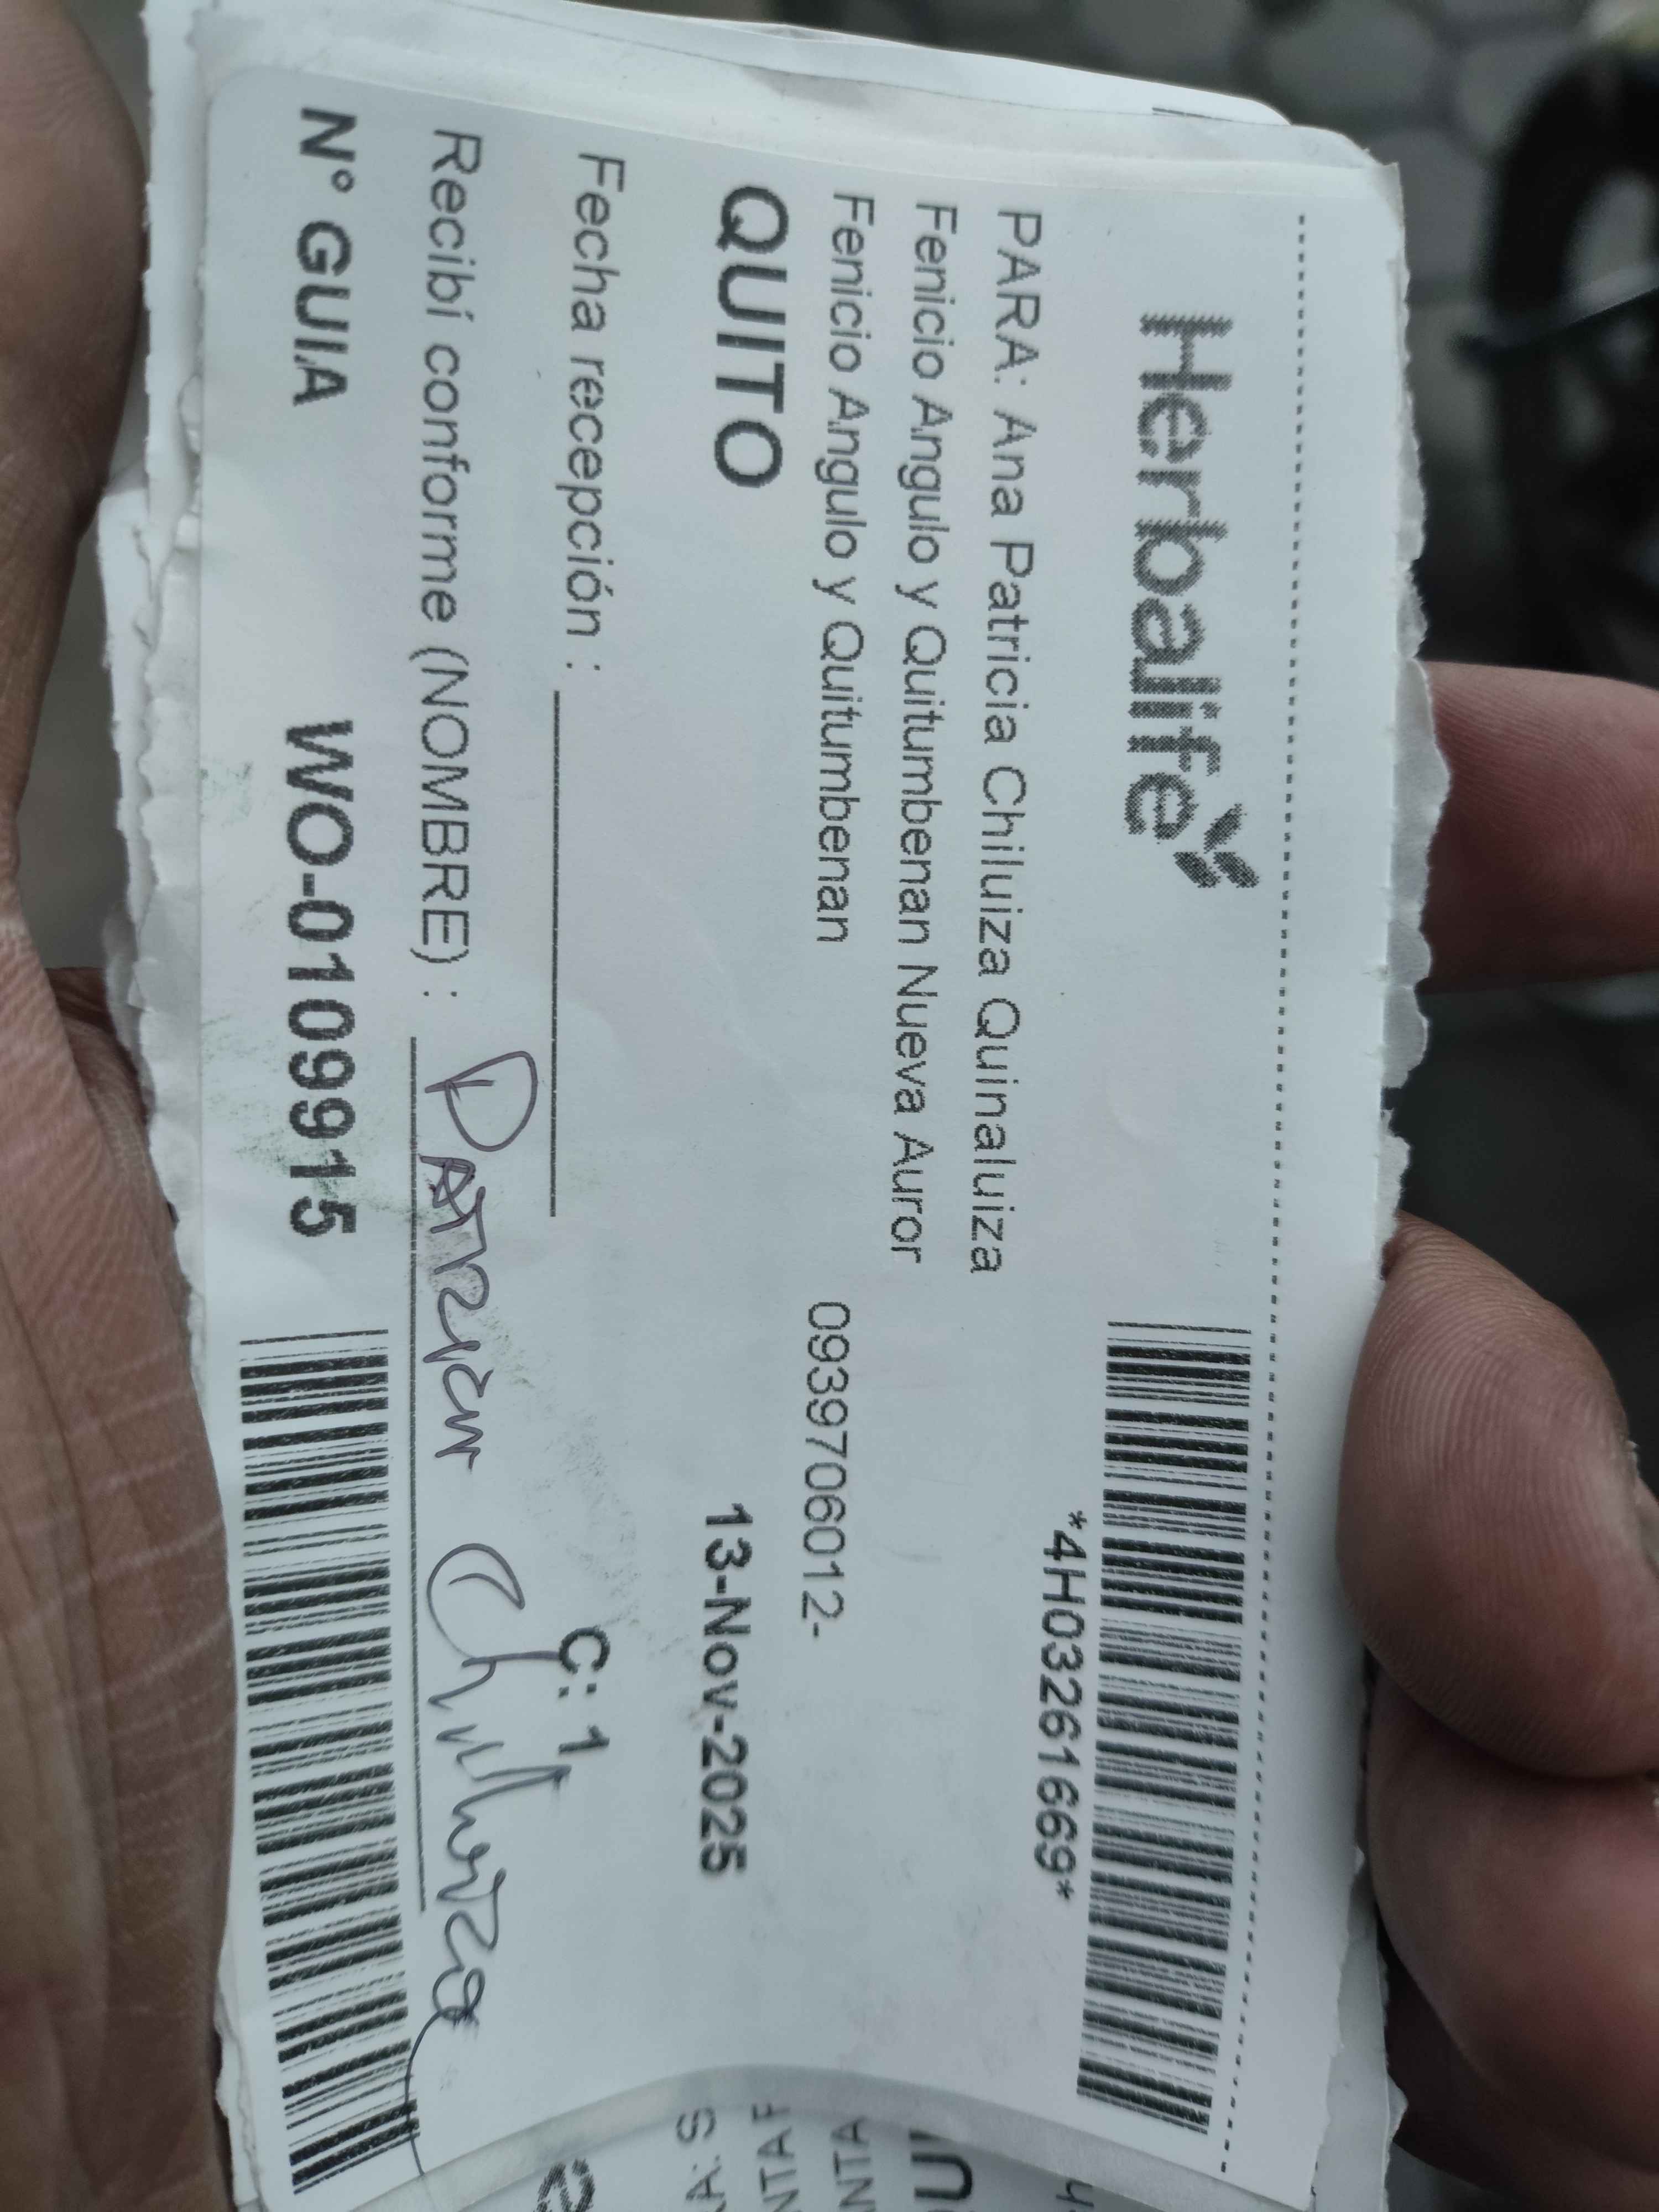 Herbalife
*4H03261669*
PARA: Ana Patricia Chiluiza Quinaluiza
Fenicio Angulo y Quitumbenan Nueva Auror
Fenicio Angulo y Quitumbenan 0939706012-
QUITO 13-Nov-2025
Fecha recepción : C: 1
Recibí conforme (NOMBRE) : Patricia Chiluiza
N° GUIA WO-0109915